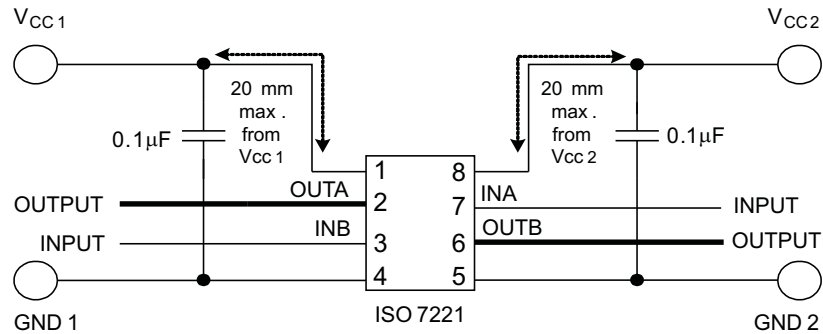 VCC1
VCC2
20 mm
max .
from
Vcc1
20 mm
max .
from
Vcc2
0.1µF
0.1µF
1
8
OUTPUT
OUTA
2
7
INA
INPUT
INPUT
INB
3
6
OUTB
OUTPUT
4
5
GND 1
ISO 7221
GND 2